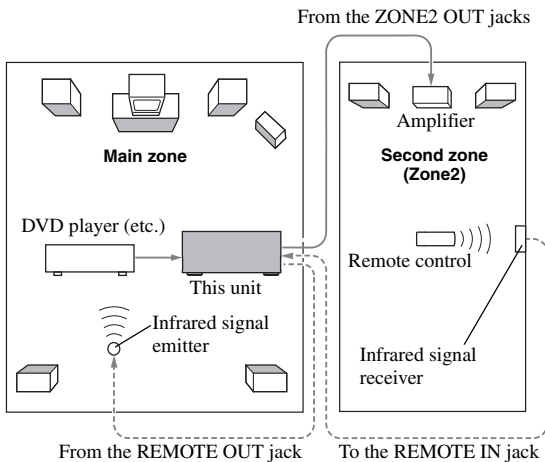 From the ZONE2 OUT jacks
Amplifier
Main zone
Second zone
(Zone2)
DVD player (etc.)
This unit
Remote control
Infrared signal
emitter
Infrared signal
receiver
From the REMOTE OUT jack
To the REMOTE IN jack